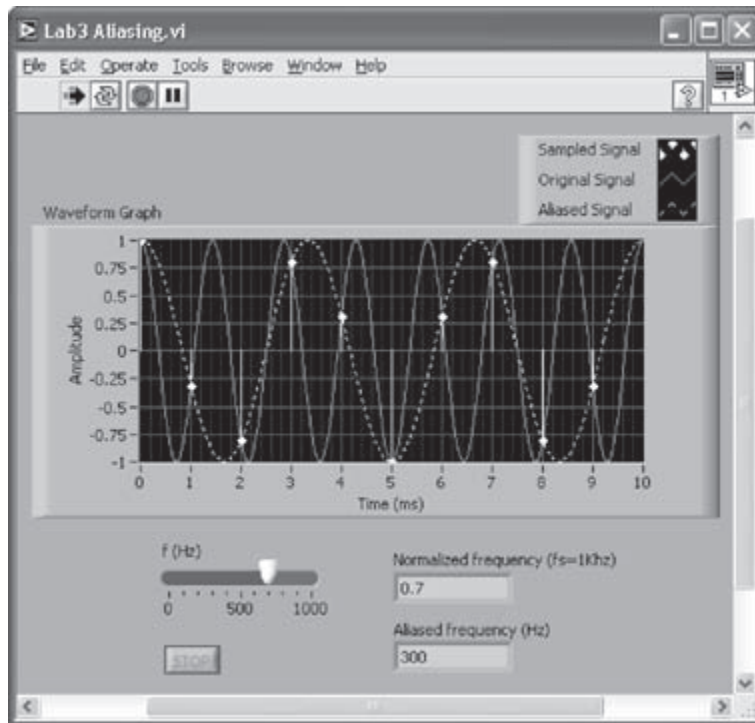 Lab3 Aliasing.vi
File Edit Operate Tools Browse Window Help
?
1
Sampled Signal
Original Signal
Aliased Signal
Waveform Graph
Amplitude
1
0.75
0.5
0.25
0
-0.25
-0.5
-0.75
-1
0 1 2 3 4 5 6 7 8 9 10
Time (ms)
f (Hz)
0 500 1000
STOP
Normalized frequency (fs=1Khz)
0.7
Aliased frequency (Hz)
300